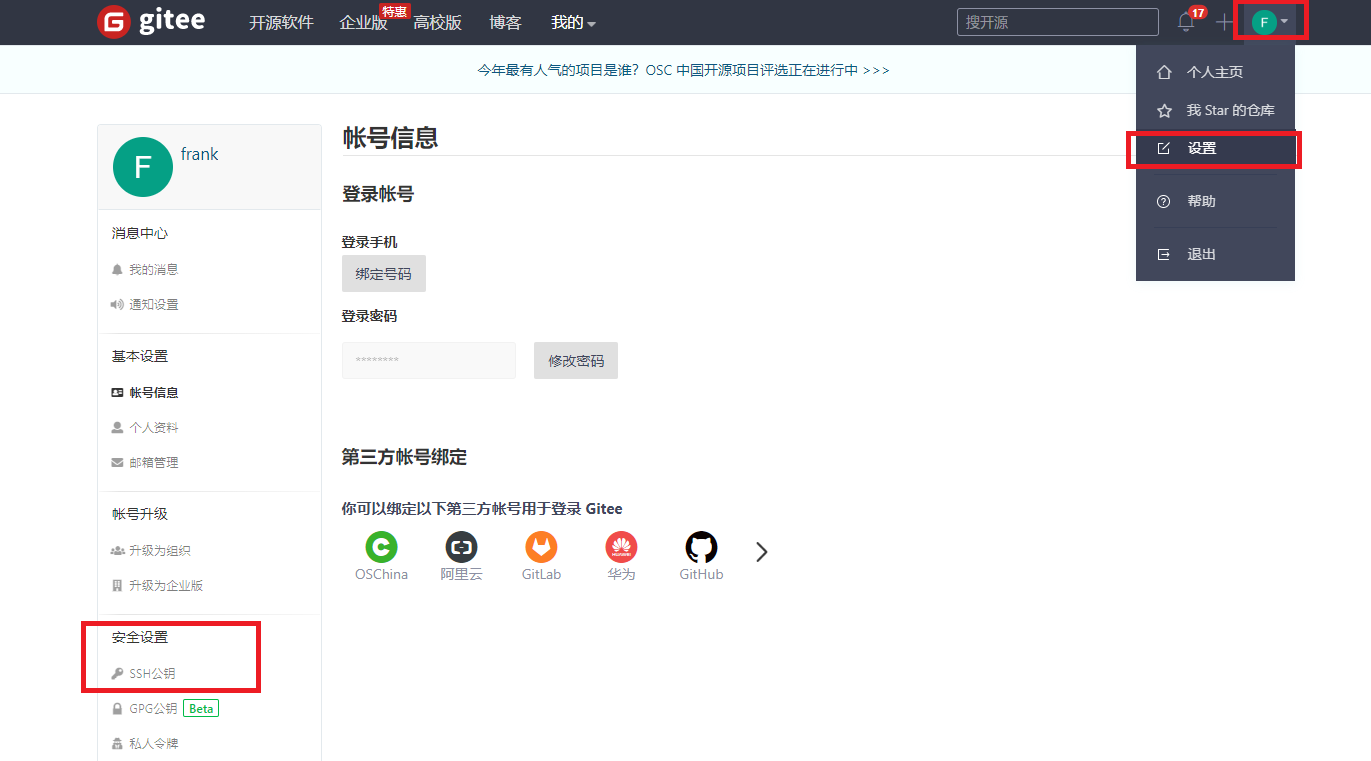 gitee 开源软件 企业版 特惠 高校版 博客 我的 搜开源 17 F
今年最有人气的项目是谁？OSC 中国开源项目评选正在进行中 >>>
个人主页
我 Star 的仓库
设置
帮助
退出
F frank
消息中心
我的消息
通知设置
基本设置
帐号信息
个人资料
邮箱管理
帐号升级
升级为组织
升级为企业版
安全设置
SSH公钥
GPG公钥 Beta
私人令牌
帐号信息
登录帐号
登录手机
绑定号码
登录密码
******** 修改密码
第三方帐号绑定
你可以绑定以下第三方帐号用于登录 Gitee
HUAWEI
OSChina 阿里云 GitLab 华为 GitHub